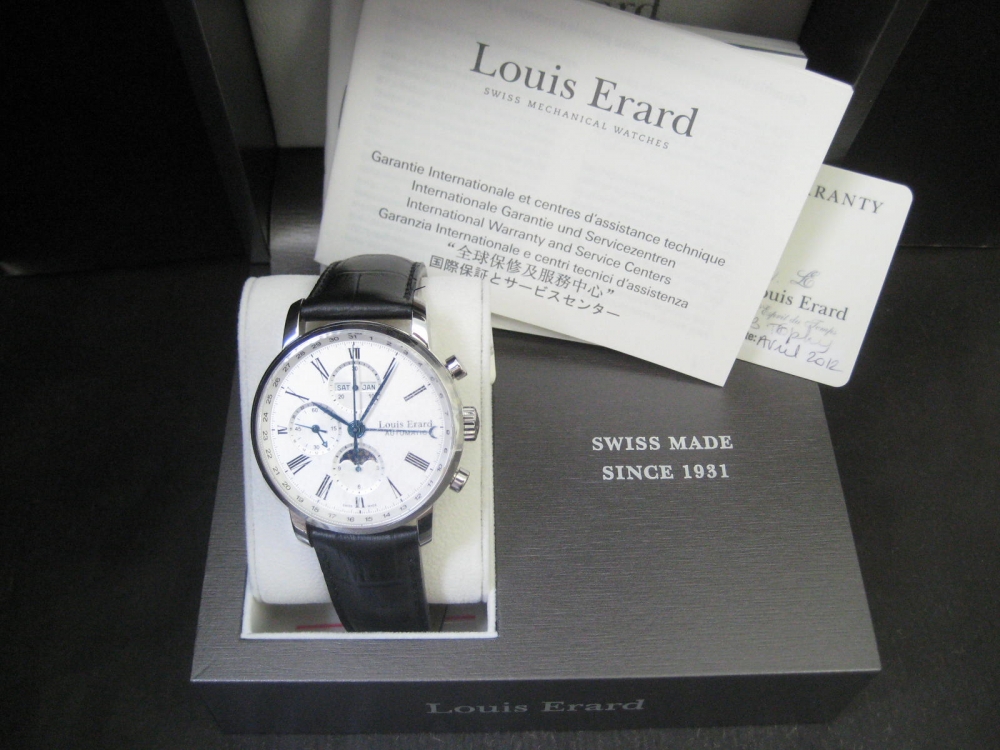 Louis Erard
SWISS MECHANICAL WATCHES
Garantie Internationale et centres d'assistance technique
Internationale Garantie und Servicezentren
International Warranty and Service Centers
Garanzia Internationale e centri tecnici d'assistenza
“全球保修及服務中心”
国際保証とサービスセンター
RANTY
LE
ouis Erard
Avril 2012
SAT JAN
Louis Erard
AUTOMATIC
SWISS MADE
SINCE 1931
Louis Erard